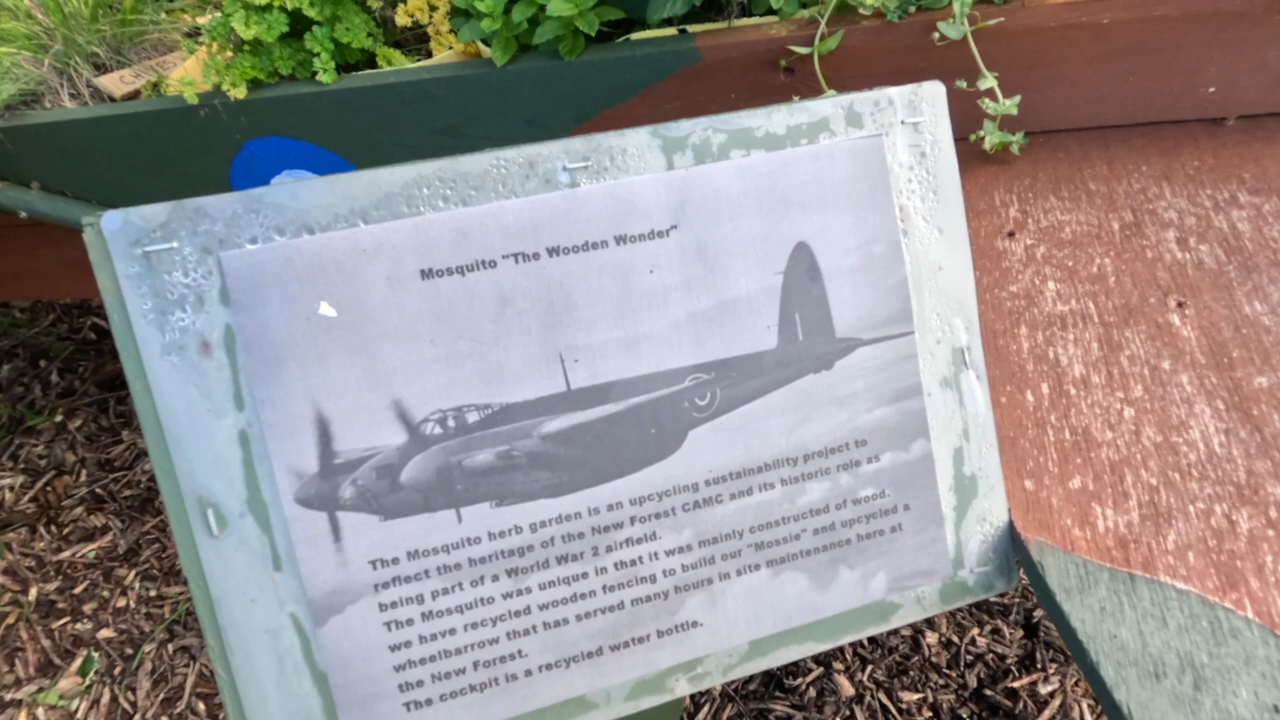 CHIVES
Mosquito "The Wooden Wonder"
The Mosquito herb garden is an upcycling sustainability project to
reflect the heritage of the New Forest CAMC and its historic role as
being part of a World War 2 airfield.
The Mosquito was unique in that it was mainly constructed of wood.
we have recycled wooden fencing to build our "Mossie" and upcycled a
wheelbarrow that has served many hours in site maintenance here at
the New Forest.
The cockpit is a recycled water bottle.